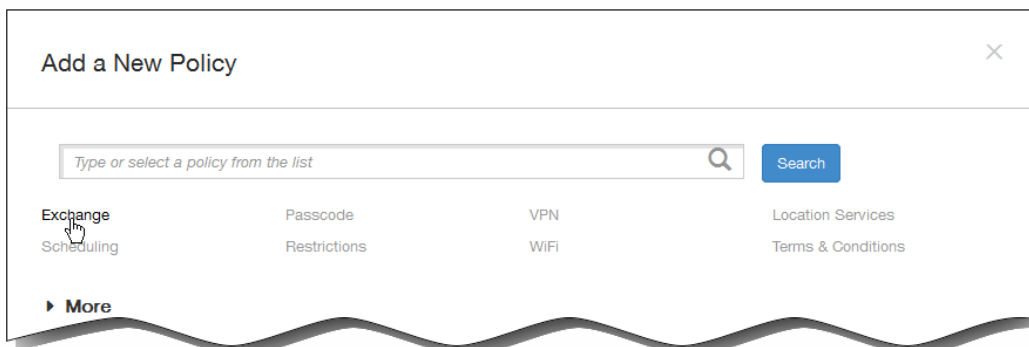 Add a New Policy
Type or select a policy from the list
Search
Exchange Passcode VPN Location Services
Scheduling Restrictions WiFi Terms & Conditions
More